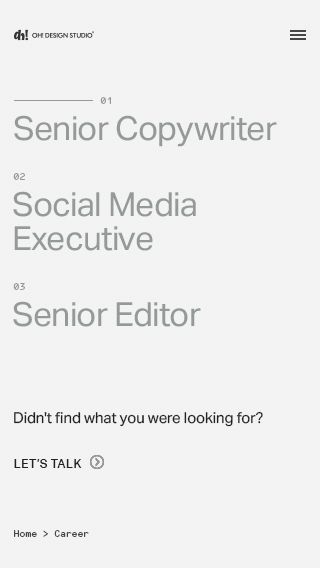 oh! OH! DESIGN STUDIO
01
Senior Copywriter
02
Social Media
Executive
03
Senior Editor
Didn't find what you were looking for?
LET'S TALK
Home > Career